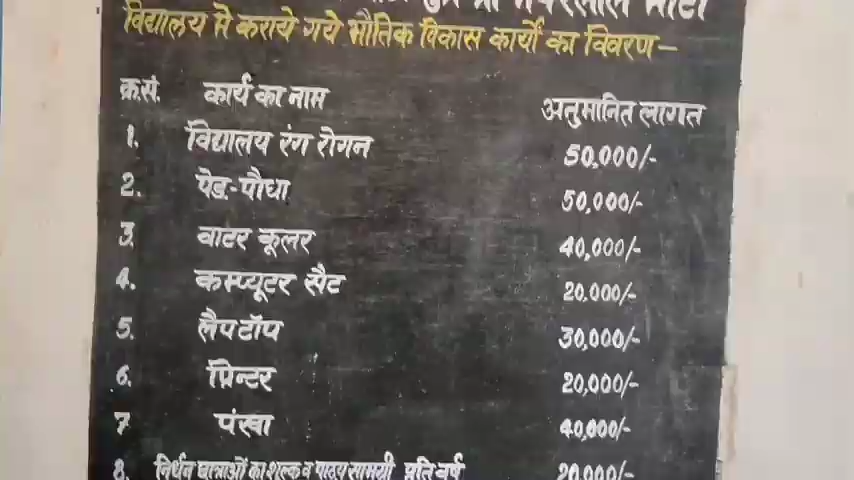 विद्यालय मे कराये गये भौतिक विकास कार्यों का विवरण–
क्र.सं. कार्य का नाम अनुमानित लागत
1. विद्यालय रंग रोगन 50,000/-
2. पेड़-पौधा 50,000/-
3. वाटर कूलर 40,000/-
4. कम्प्यूटर सैट 20.000/-
5. लैपटॉप 30,000/-
6. प्रिन्टर 20,000/-
7 पंखा 40,000/-
8. निर्धन छात्राओं का शुल्क व पाठ्य सामग्री प्रति वर्ष 20,000/-